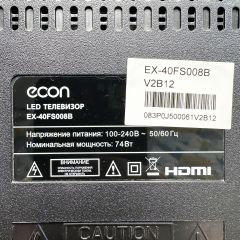 econ
LED ТЕЛЕВИЗОР
EX-40FS008B
Напряжение питания: 100-240В ~ 50/60Гц
Номинальная мощность: 74Вт
EX-40FS008B
V2B12
083P0J500061V2B12
ВНИМАНИЕ
HDMI
CAUTION